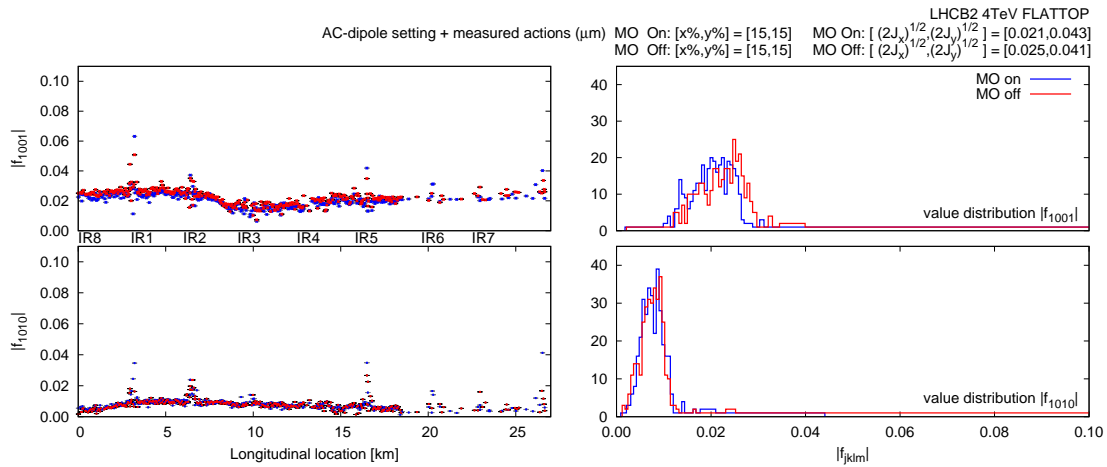 LHCB2 4TeV FLATTOP
AC-dipole setting + measured actions (μm) MO On: [x%,y%] = [15,15] MO On: [ (2Jx)^1/2,(2Jy)^1/2 ] = [0.021,0.043]
MO Off: [x%,y%] = [15,15] MO Off: [ (2Jx)^1/2,(2Jy)^1/2 ] = [0.025,0.041]
|f1001|
0.10
0.08
0.06
0.04
0.02
0.00
IR8 IR1 IR2 IR3 IR4 IR5 IR6 IR7
40
30
20
10
0
MO on
MO off
value distribution |f1001|
|f1010|
0.10
0.08
0.06
0.04
0.02
0.00
0 5 10 15 20 25
Longitudinal location [km]
40
30
20
10
0
value distribution |f1010|
0.00 0.02 0.04 0.06 0.08 0.10
|fjklm|